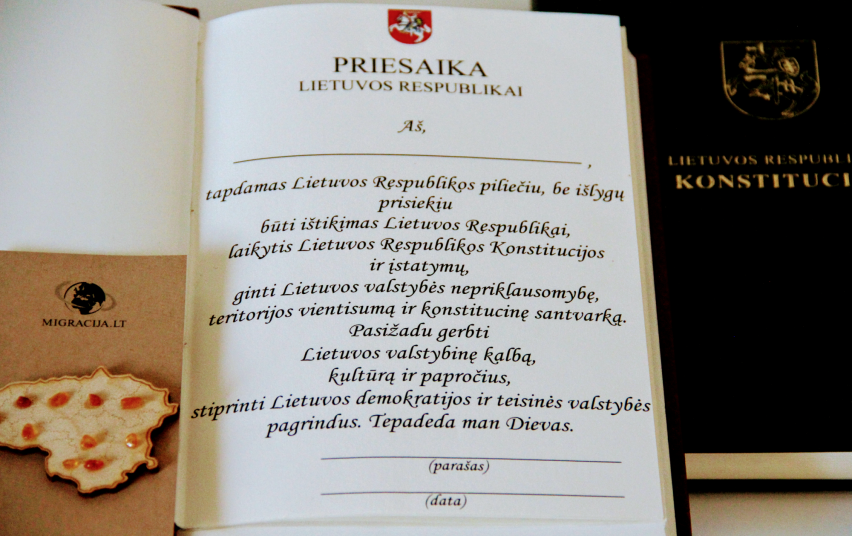 PRIESAIKA
LIETUVOS RESPUBLIKAI
Aš,
,
tapdamas Lietuvos Respublikos piliečiu, be išlygų
prisiekiu
būti ištikimas Lietuvos Respublikai,
laikytis Lietuvos Respublikos Konstitucijos
ir įstatymų,
ginti Lietuvos valstybės nepriklausomybę,
teritorijos vientisumą ir konstitucinę santvarką.
Pasižadu gerbti
Lietuvos valstybinę kalbą,
kultūrą ir papročius,
stiprinti Lietuvos demokratijos ir teisinės valstybės
pagrindus. Tepadeda man Dievas.
(parašas)
(data)
MIGRACIJA.LT
LIETUVOS RESPUBLI
KONSTITUCI